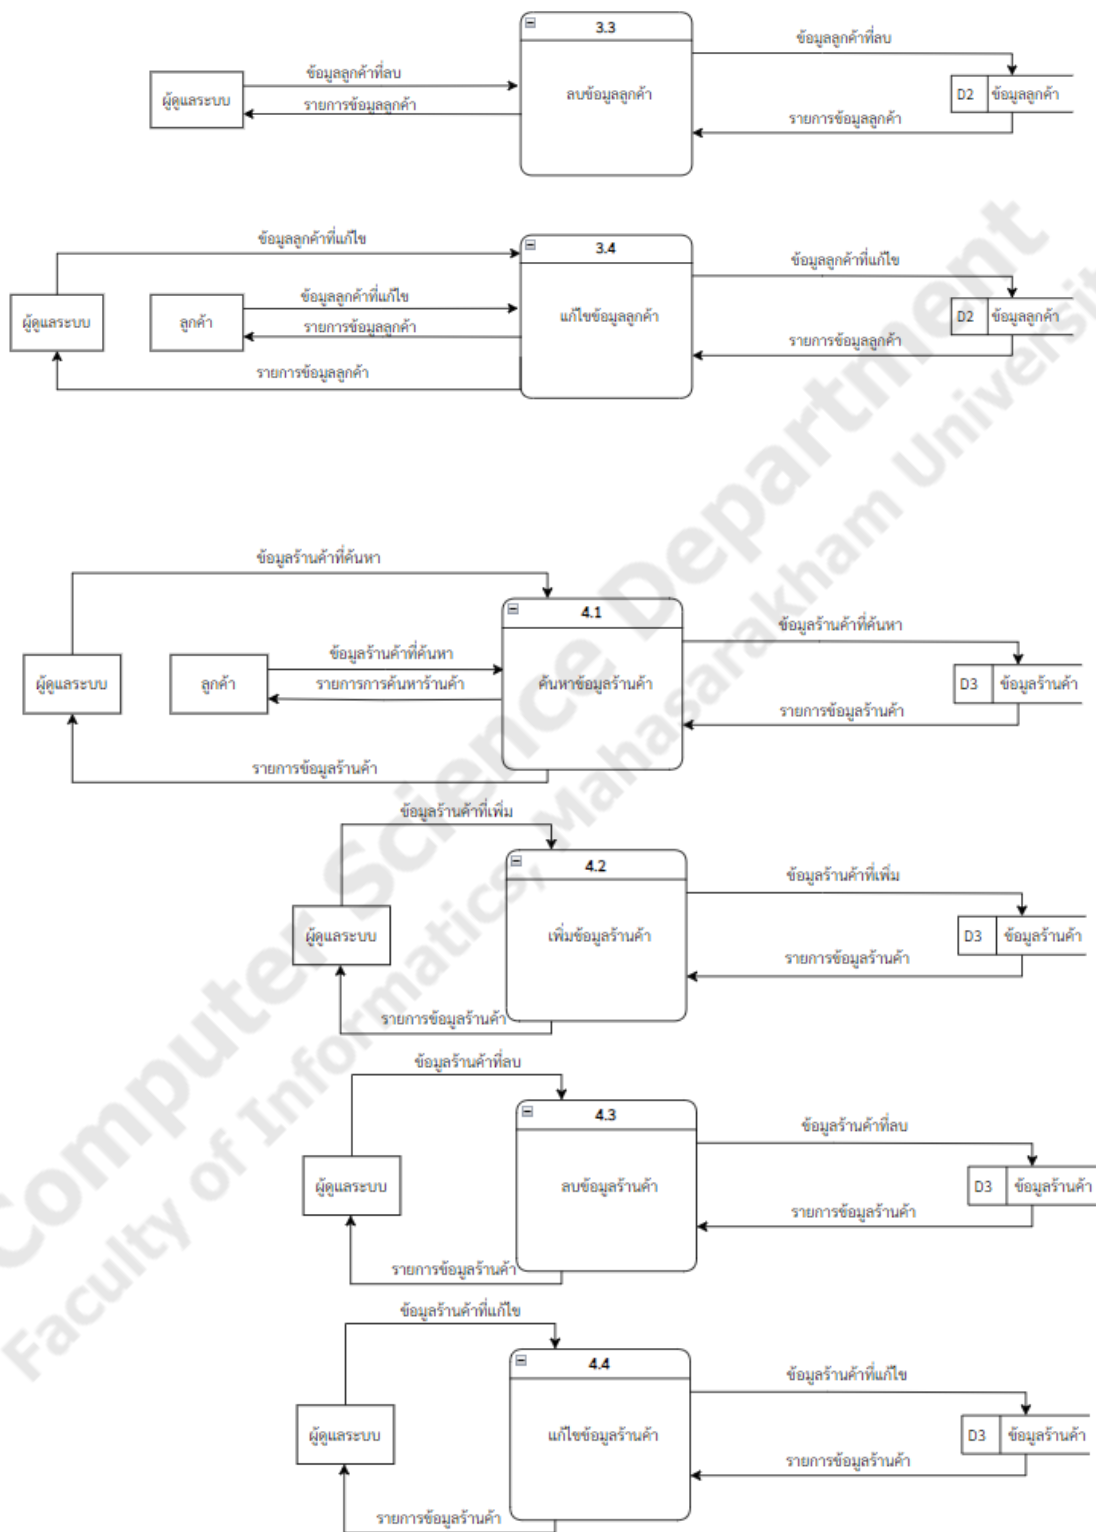 3.3
ข้อมูลลูกค้าที่ลบ
ข้อมูลลูกค้าที่ลบ
ผู้ดูแลระบบ
ลบข้อมูลลูกค้า
D2 ข้อมูลลูกค้า
รายการข้อมูลลูกค้า
รายการข้อมูลลูกค้า
ข้อมูลลูกค้าที่แก้ไข
3.4
ข้อมูลลูกค้าที่แก้ไข
ข้อมูลลูกค้าที่แก้ไข
ผู้ดูแลระบบ
ลูกค้า
แก้ไขข้อมูลลูกค้า
D2 ข้อมูลลูกค้า
รายการข้อมูลลูกค้า
รายการข้อมูลลูกค้า
รายการข้อมูลลูกค้า
ข้อมูลร้านค้าที่ค้นหา
4.1
ข้อมูลร้านค้าที่ค้นหา
ข้อมูลร้านค้าที่ค้นหา
ผู้ดูแลระบบ
ลูกค้า
รายการการค้นหาร้านค้า
ค้นหาข้อมูลร้านค้า
D3 ข้อมูลร้านค้า
รายการข้อมูลร้านค้า
รายการข้อมูลร้านค้า
ข้อมูลร้านค้าที่เพิ่ม
4.2
ข้อมูลร้านค้าที่เพิ่ม
ผู้ดูแลระบบ
เพิ่มข้อมูลร้านค้า
D3 ข้อมูลร้านค้า
รายการข้อมูลร้านค้า
รายการข้อมูลร้านค้า
ข้อมูลร้านค้าที่ลบ
4.3
ข้อมูลร้านค้าที่ลบ
ผู้ดูแลระบบ
ลบข้อมูลร้านค้า
D3 ข้อมูลร้านค้า
รายการข้อมูลร้านค้า
รายการข้อมูลร้านค้า
ข้อมูลร้านค้าที่แก้ไข
4.4
ข้อมูลร้านค้าที่แก้ไข
ผู้ดูแลระบบ
แก้ไขข้อมูลร้านค้า
D3 ข้อมูลร้านค้า
รายการข้อมูลร้านค้า
รายการข้อมูลร้านค้า
Computer Science Department
Faculty of Informatics, Mahasarakham Universit